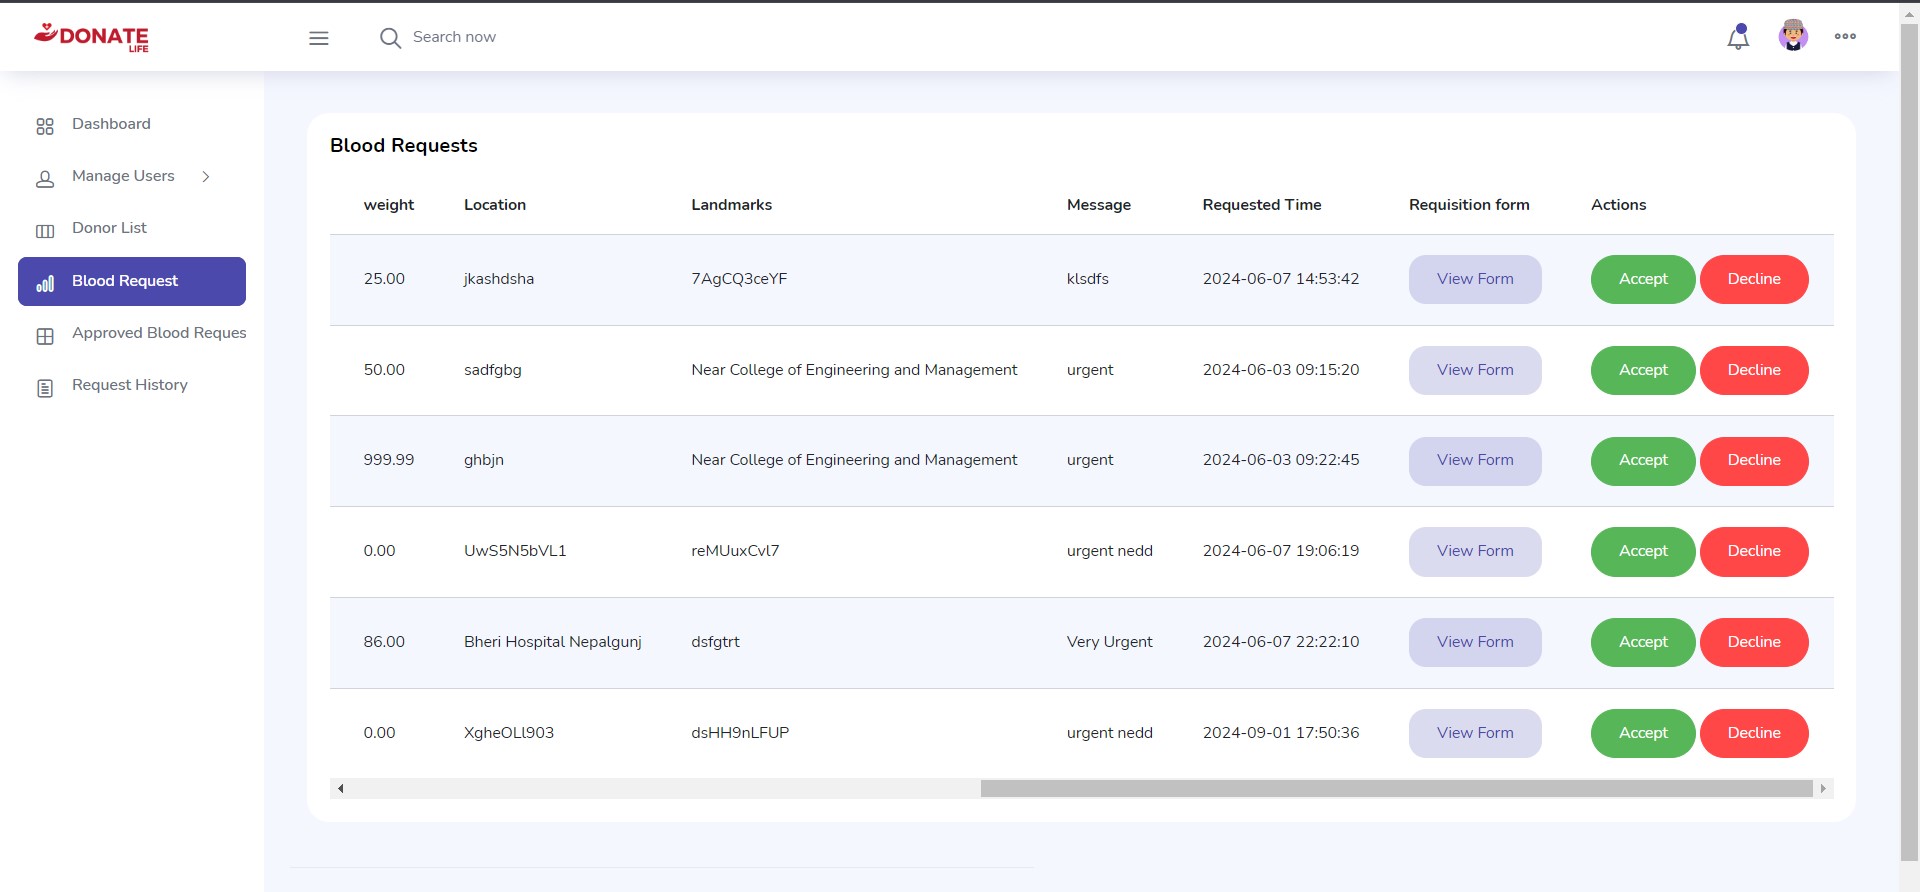 DONATE
LIFE
Search now
Dashboard
Manage Users
Donor List
Blood Request
Approved Blood Reques
Request History
Blood Requests
weight Location Landmarks Message Requested Time Requisition form Actions
25.00 jkashdsha 7AgCQ3ceYF klsdfs 2024-06-07 14:53:42 View Form Accept Decline
50.00 sadfgbg Near College of Engineering and Management urgent 2024-06-03 09:15:20 View Form Accept Decline
999.99 ghbjn Near College of Engineering and Management urgent 2024-06-03 09:22:45 View Form Accept Decline
0.00 UwS5N5bVL1 reMUuxCvl7 urgent nedd 2024-06-07 19:06:19 View Form Accept Decline
86.00 Bheri Hospital Nepalgunj dsfgtrt Very Urgent 2024-06-07 22:22:10 View Form Accept Decline
0.00 XgheOLl903 dsHH9nLFUP urgent nedd 2024-09-01 17:50:36 View Form Accept Decline